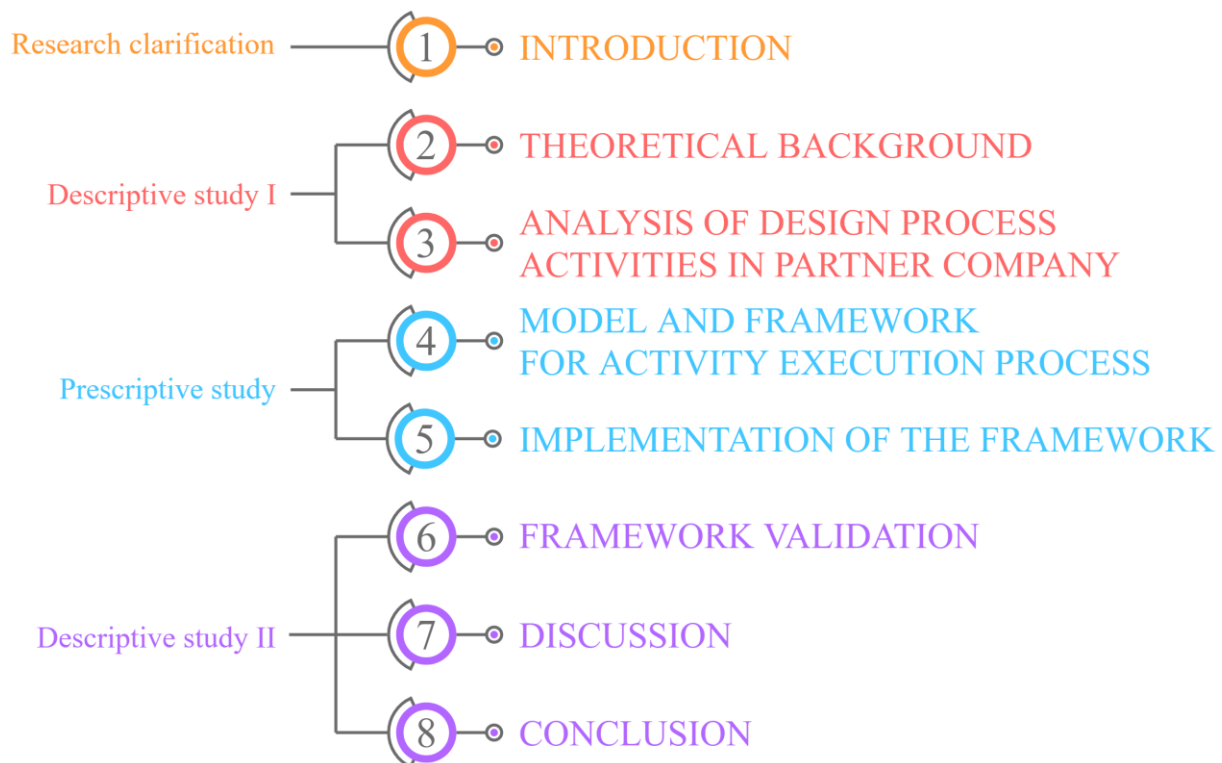 Research clarification
1
INTRODUCTION
Descriptive study I
2
THEORETICAL BACKGROUND
3
ANALYSIS OF DESIGN PROCESS
ACTIVITIES IN PARTNER COMPANY
Prescriptive study
4
MODEL AND FRAMEWORK
FOR ACTIVITY EXECUTION PROCESS
5
IMPLEMENTATION OF THE FRAMEWORK
Descriptive study II
6
FRAMEWORK VALIDATION
7
DISCUSSION
8
CONCLUSION